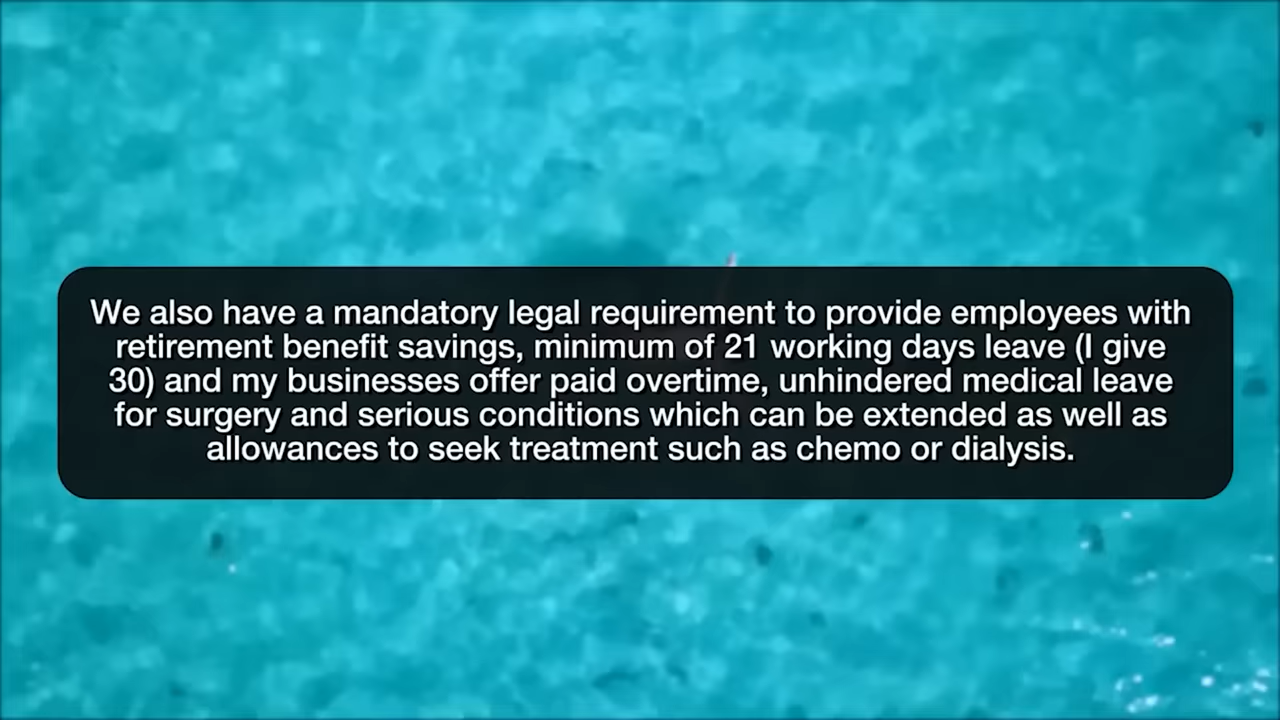 We also have a mandatory legal requirement to provide employees with
retirement benefit savings, minimum of 21 working days leave (I give
30) and my businesses offer paid overtime, unhindered medical leave
for surgery and serious conditions which can be extended as well as
allowances to seek treatment such as chemo or dialysis.